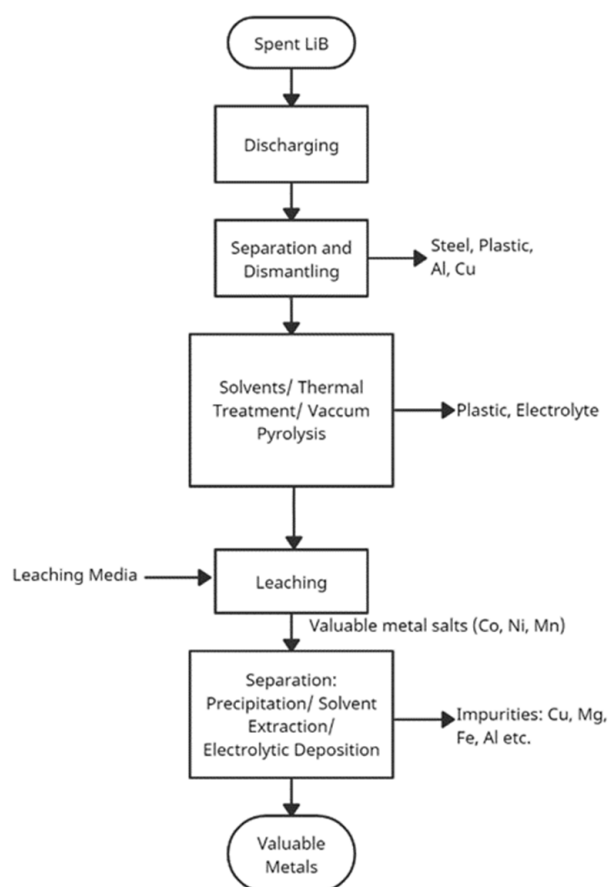 Spent LiB
Discharging
Separation and
Dismantling
Steel, Plastic,
Al, Cu
Solvents/ Thermal
Treatment/ Vaccum
Pyrolysis
Plastic, Electrolyte
Leaching Media
Leaching
Valuable metal salts (Co, Ni, Mn)
Separation:
Precipitation/ Solvent
Extraction/
Electrolytic Deposition
Impurities: Cu, Mg,
Fe, Al etc.
Valuable
Metals